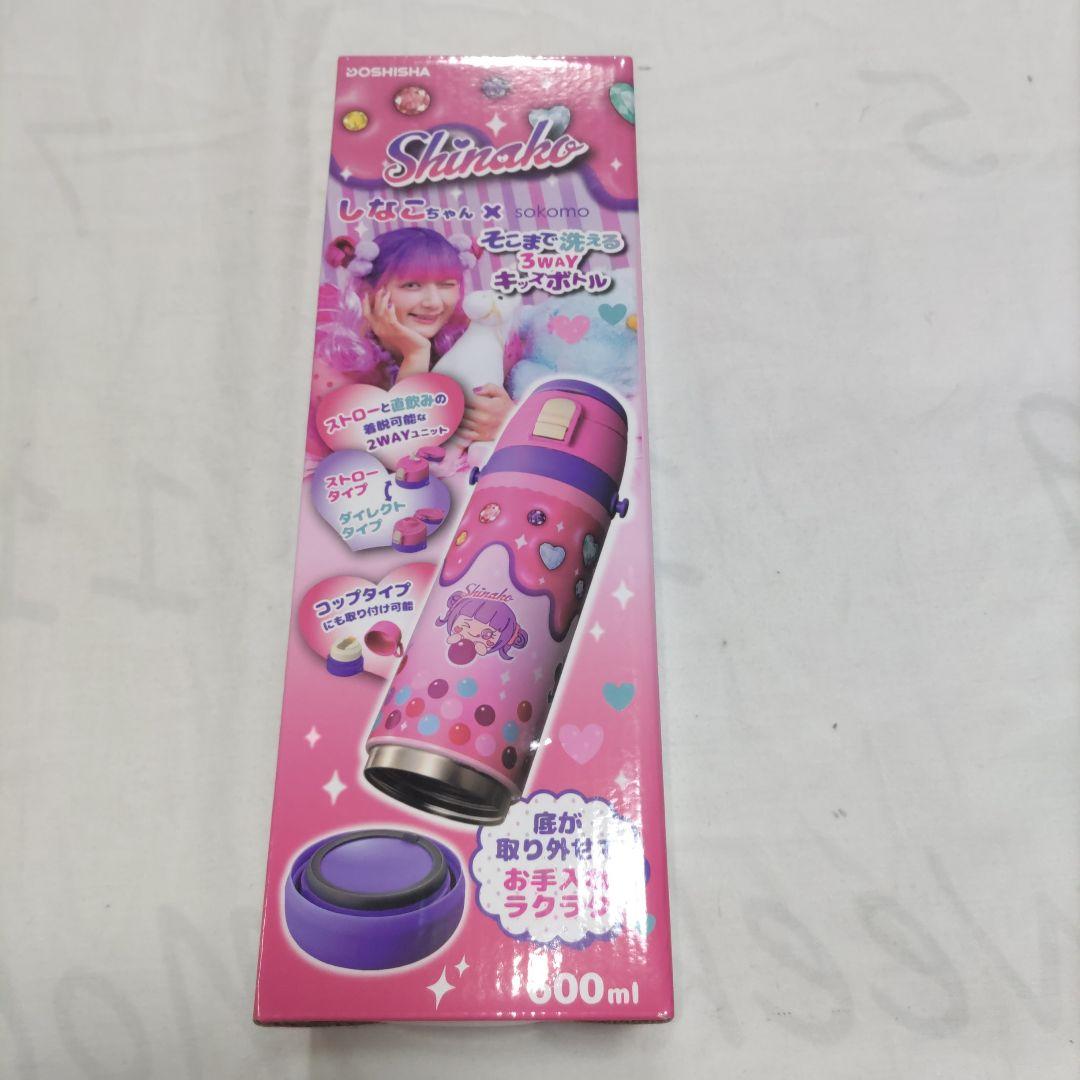 DOSHISHA
Shinako
しなこちゃん × sokomo
そこまで洗える
3WAY
キッズボトル
ストローと直飲みの
着脱可能な
2WAYユニット
ストロー
タイプ
ダイレクト
タイプ
コップタイプ
にも取り付け可能
Shinako
底が
取り外せて
お手入れ
ラクラク
600ml